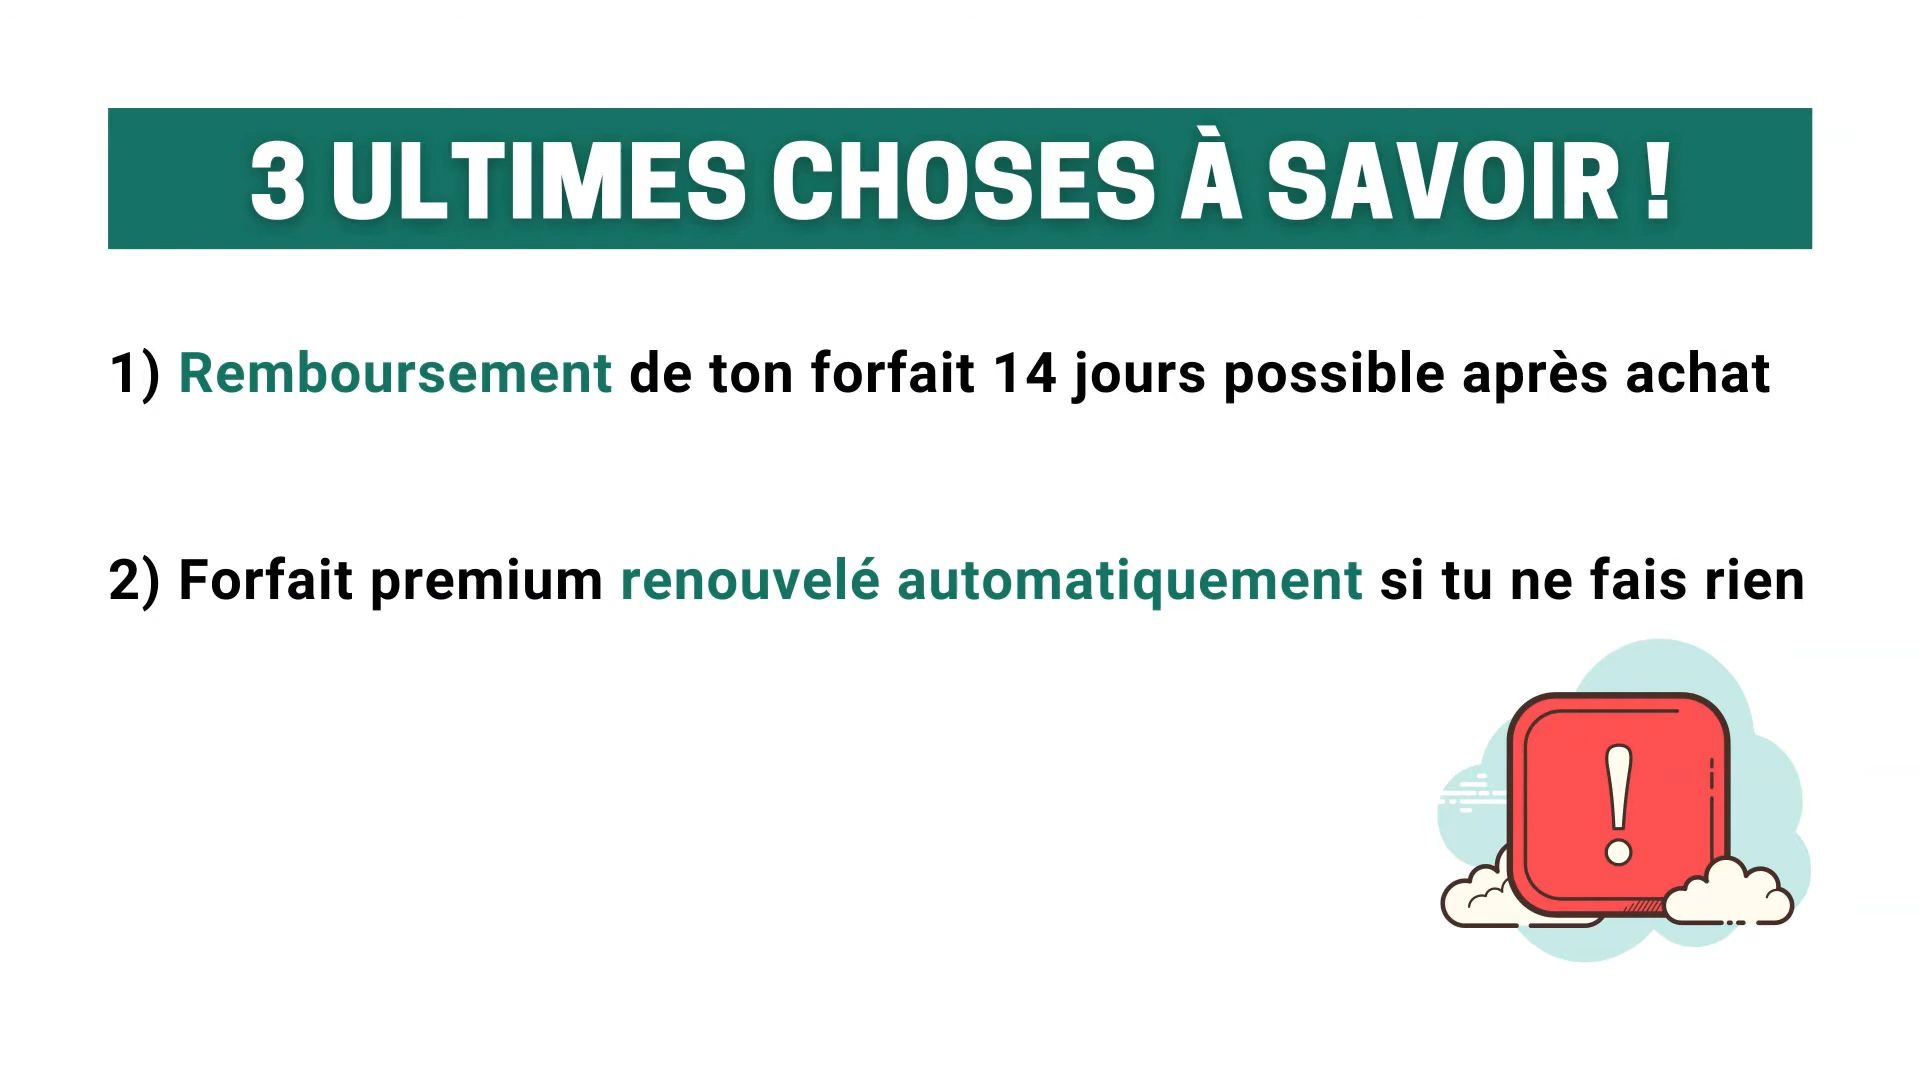 3 ULTIMES CHOSES À SAVOIR !
1) Remboursement de ton forfait 14 jours possible après achat
2) Forfait premium renouvelé automatiquement si tu ne fais rien